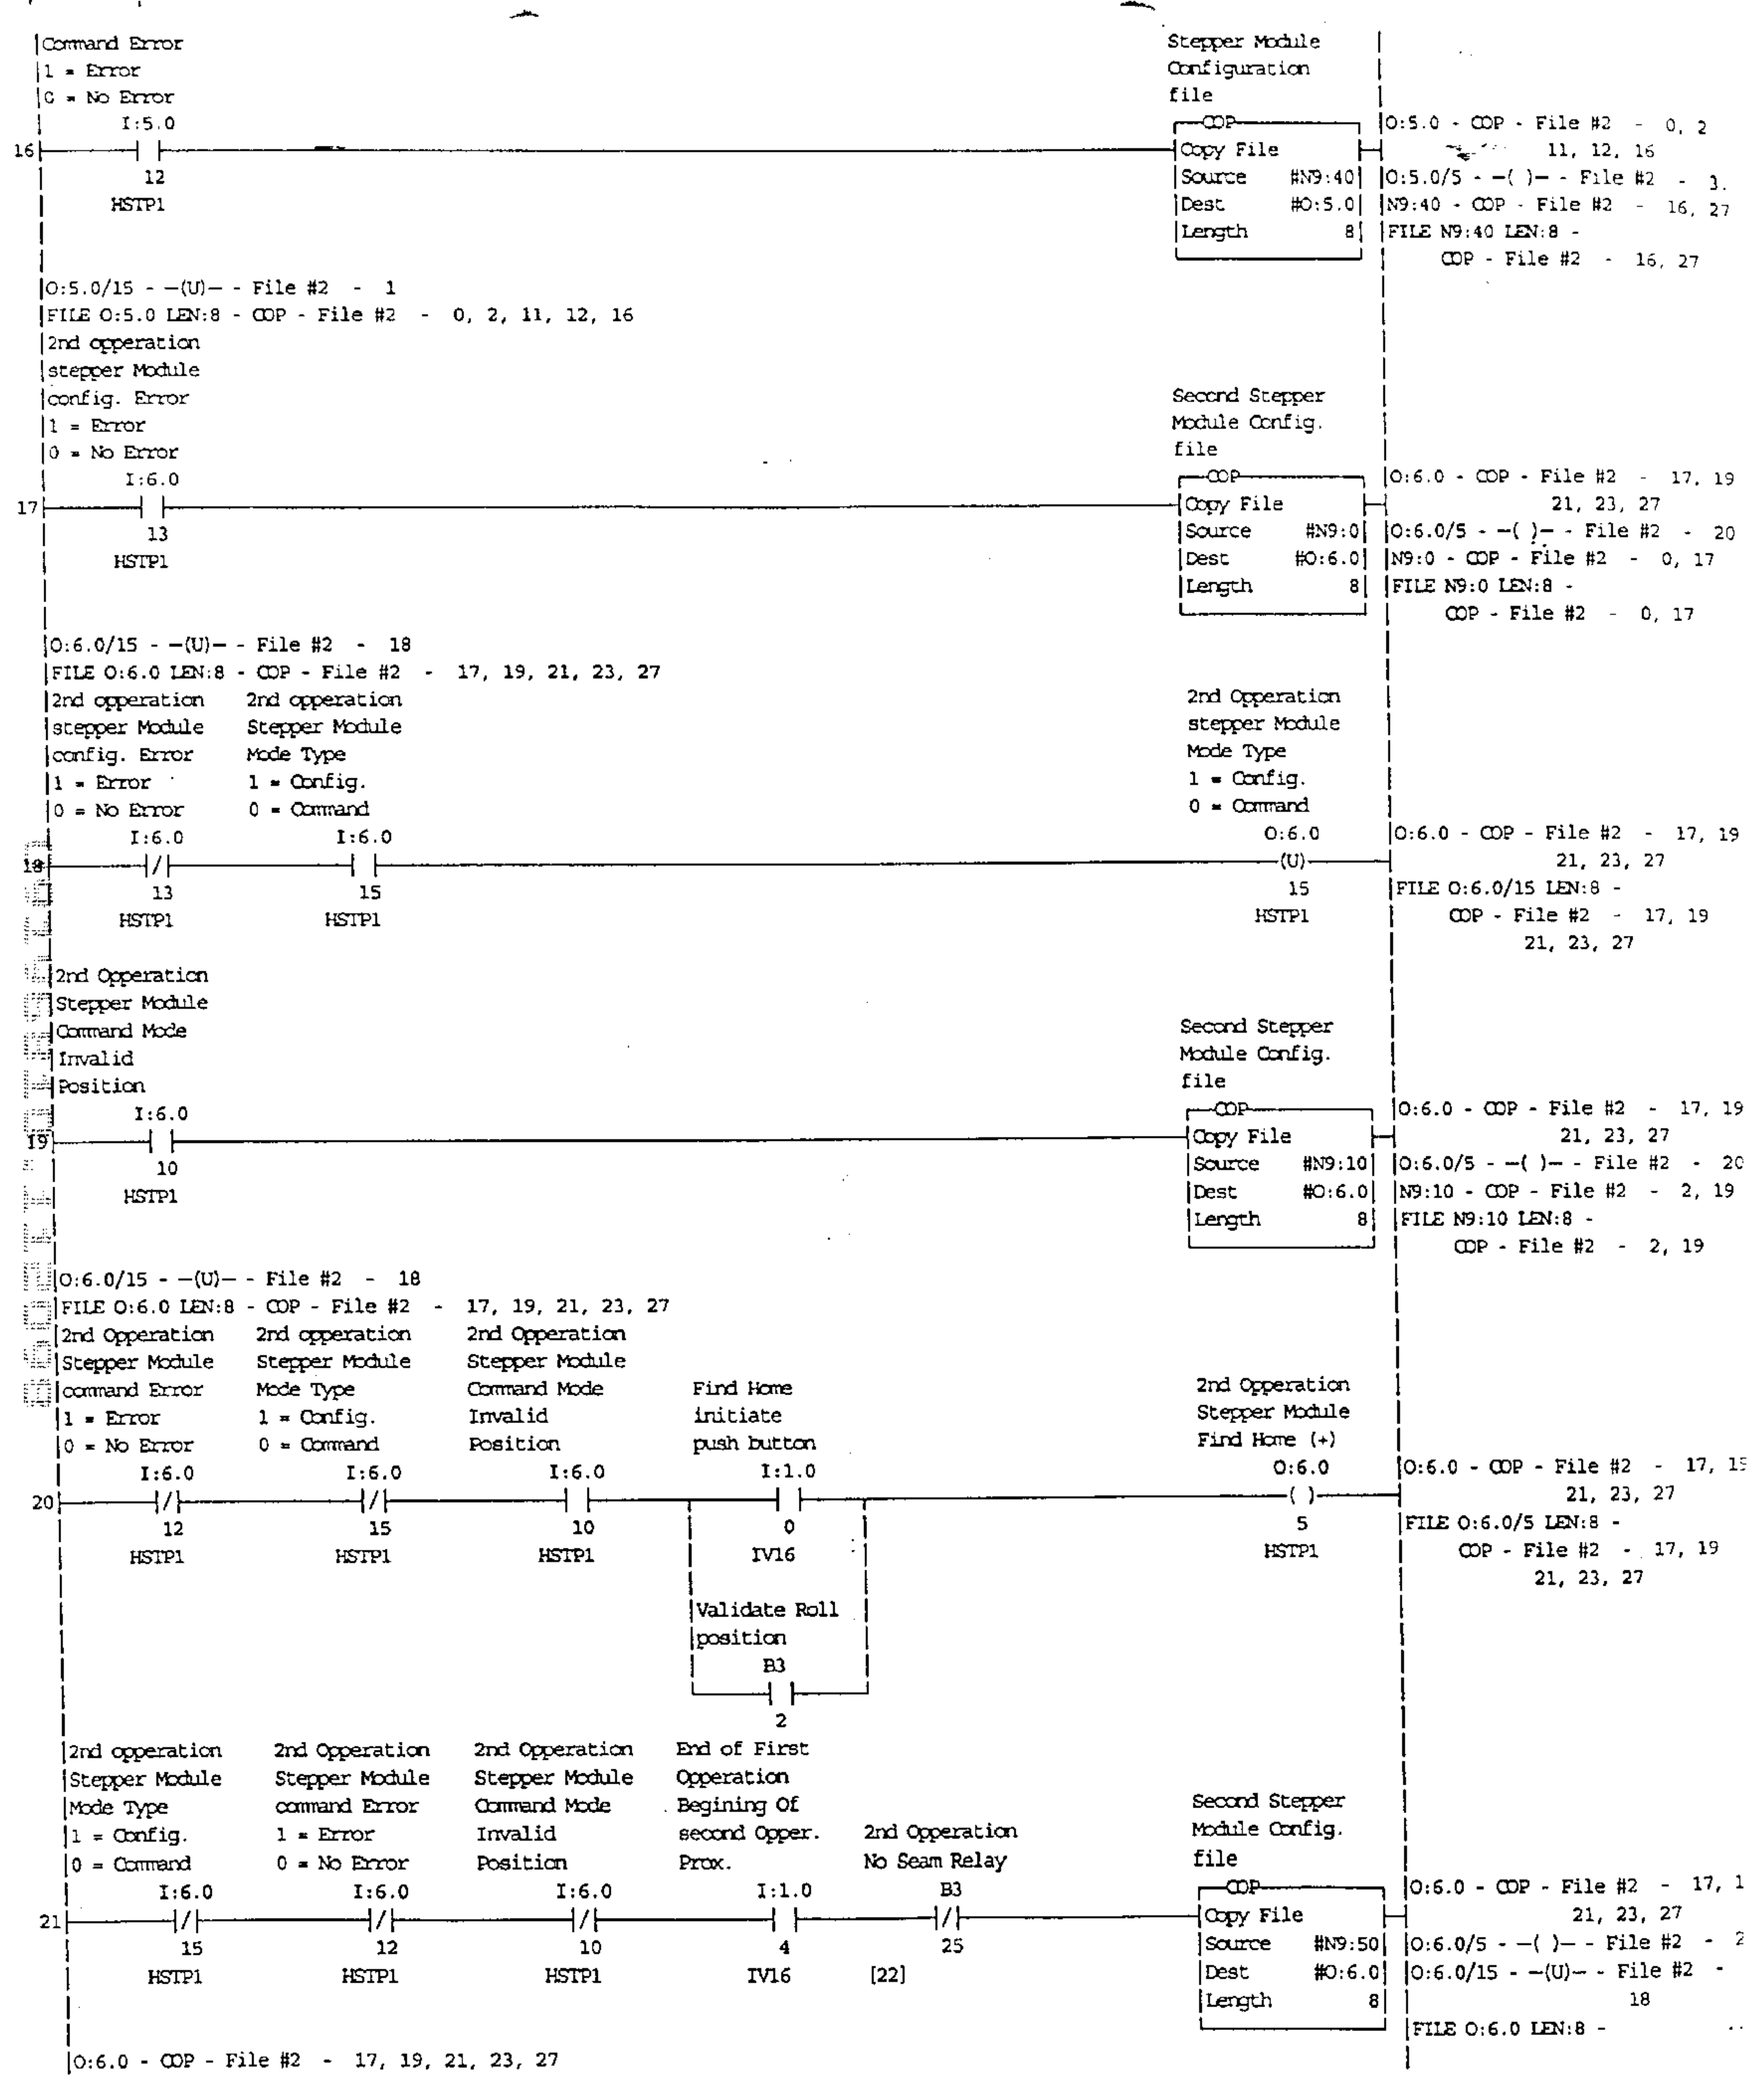 Command Error
1 = Error
0 = No Error
I:5.0
16
12
HSTP1
Stepper Module
Configuration
file
COP
Copy File
Source #N9:40
Dest #O:5.0
Length 8
O:5.0 - COP - File #2 - 0, 2
11, 12, 16
O:5.0/5 - -( )- - File #2 - 3.
N9:40 - COP - File #2 - 16, 27
FILE N9:40 LEN:8 -
COP - File #2 - 16, 27
O:5.0/15 - -(U)- - File #2 - 1
FILE O:5.0 LEN:8 - COP - File #2 - 0, 2, 11, 12, 16
2nd opperation
stepper Module
config. Error
1 = Error
0 = No Error
I:6.0
17
13
HSTP1
Second Stepper
Module Config.
file
COP
Copy File
Source #N9:0
Dest #O:6.0
Length 8
O:6.0 - COP - File #2 - 17, 19
21, 23, 27
O:6.0/5 - -( )- - File #2 - 20
N9:0 - COP - File #2 - 0, 17
FILE N9:0 LEN:8 -
COP - File #2 - 0, 17
O:6.0/15 - -(U)- - File #2 - 18
FILE O:6.0 LEN:8 - COP - File #2 - 17, 19, 21, 23, 27
2nd opperation 2nd opperation
stepper Module Stepper Module
config. Error Mode Type
1 = Error 1 = Config.
0 = No Error 0 = Command
I:6.0 I:6.0
18
13 15
HSTP1 HSTP1
2nd Opperation
stepper Module
Mode Type
1 = Config.
0 = Command
O:6.0
(U)
15
HSTP1
O:6.0 - COP - File #2 - 17, 19
21, 23, 27
FILE O:6.0/15 LEN:8 -
COP - File #2 - 17, 19
21, 23, 27
2nd Opperation
Stepper Module
Command Mode
Invalid
Position
I:6.0
19
10
HSTP1
Second Stepper
Module Config.
file
COP
Copy File
Source #N9:10
Dest #O:6.0
Length 8
O:6.0 - COP - File #2 - 17, 19
21, 23, 27
O:6.0/5 - -( )- - File #2 - 20
N9:10 - COP - File #2 - 2, 19
FILE N9:10 LEN:8 -
COP - File #2 - 2, 19
O:6.0/15 - -(U)- - File #2 - 18
FILE O:6.0 LEN:8 - COP - File #2 - 17, 19, 21, 23, 27
2nd Opperation 2nd opperation 2nd Opperation
Stepper Module Stepper Module Stepper Module
command Error Mode Type Command Mode Find Home
1 = Error 1 = Config. Invalid initiate
0 = No Error 0 = Command Position push button
I:6.0 I:6.0 I:6.0 I:1.0
20
12 15 10 0
HSTP1 HSTP1 HSTP1 IV16
Validate Roll
position
B3
2
2nd Opperation
Stepper Module
Find Home (+)
O:6.0
( )
5
HSTP1
O:6.0 - COP - File #2 - 17, 19
21, 23, 27
FILE O:6.0/5 LEN:8 -
COP - File #2 - 17, 19
21, 23, 27
2nd opperation 2nd Opperation 2nd Opperation End of First
Stepper Module Stepper Module Stepper Module Opperation
Mode Type command Error Command Mode Begining Of
1 = Config. 1 = Error Invalid second Opper. 2nd Opperation
0 = Command 0 = No Error Position Prox. No Seam Relay
I:6.0 I:6.0 I:6.0 I:1.0 B3
21
15 12 10 4 25
HSTP1 HSTP1 HSTP1 IV16 [22]
Second Stepper
Module Config.
file
COP
Copy File
Source #N9:50
Dest #O:6.0
Length 8
O:6.0 - COP - File #2 - 17, 1
21, 23, 27
O:6.0/5 - -( )- - File #2 - 2
O:6.0/15 - -(U)- - File #2 -
18
FILE O:6.0 LEN:8 -
O:6.0 - COP - File #2 - 17, 19, 21, 23, 27